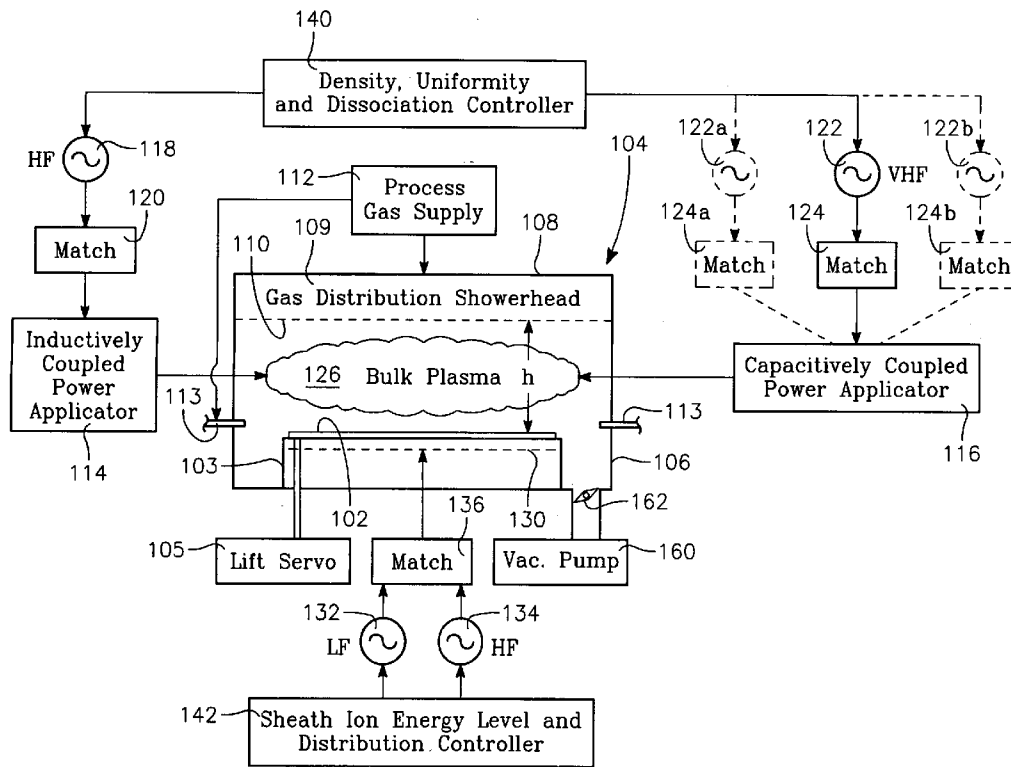 140
Density, Uniformity
and Dissociation Controller
HF
118
120
Match
Inductively
Coupled
Power
Applicator
114
112
Process
Gas Supply
104
122a
122
122b
VHF
124a
124
124b
Match
Match
Match
Capacitively Coupled
Power Applicator
116
110
109
108
Gas Distribution Showerhead
126
Bulk Plasma
h
113
113
103
102
130
106
162
136
105
Lift Servo
Match
Vac. Pump
160
132
134
LF
HF
142
Sheath Ion Energy Level and
Distribution Controller